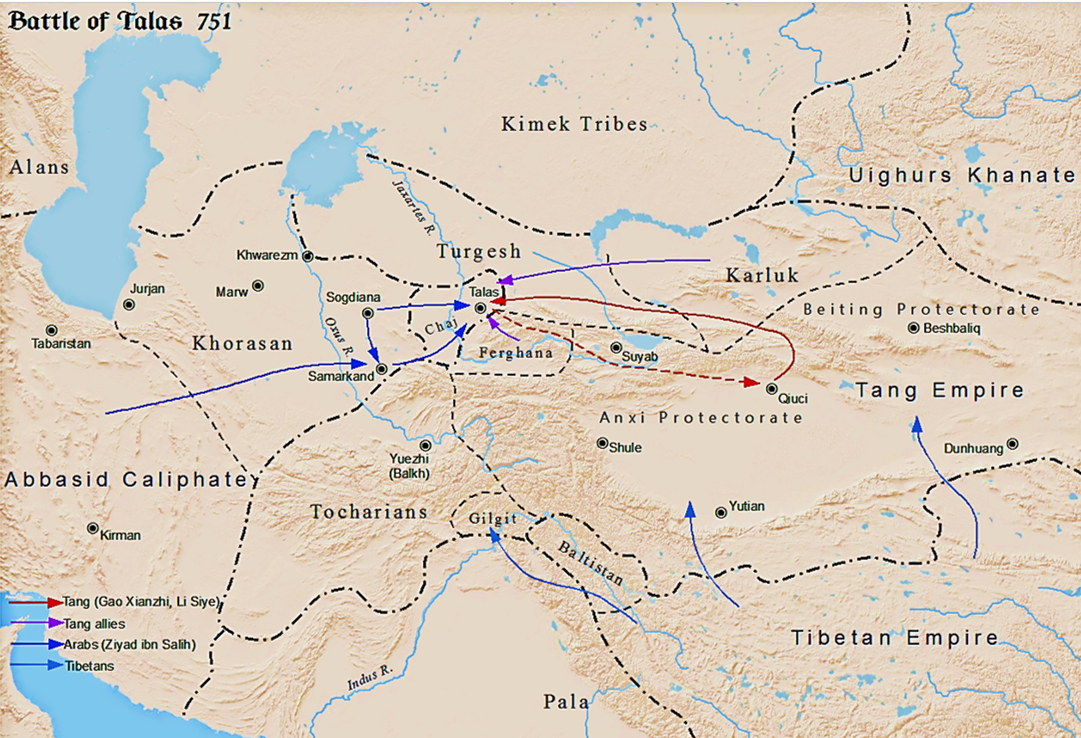 Battle of Talas 751
Kimek Tribes
Alans
Uighurs Khanate
Jaxartes R.
Turgesh
Khwarezm
Karluk
Marw
Jurjan
Sogdiana
Talas
Beiting Protectorate
Tabaristan
Khorasan
Oxus R.
Chaj
Ferghana
Suyab
Beshbaliq
Samarkand
Qiuci
Tang Empire
Anxi Protectorate
Yuezhi
(Balkh)
Shule
Dunhuang
Abbasid Caliphate
Tocharians
Gilgit
Yutian
Kirman
Baltistan
Tang (Gao Xianzhi, Li Siye)
Tang allies
Arabs (Ziyad ibn Salih)
Tibetans
Tibetan Empire
Indus R.
Pala